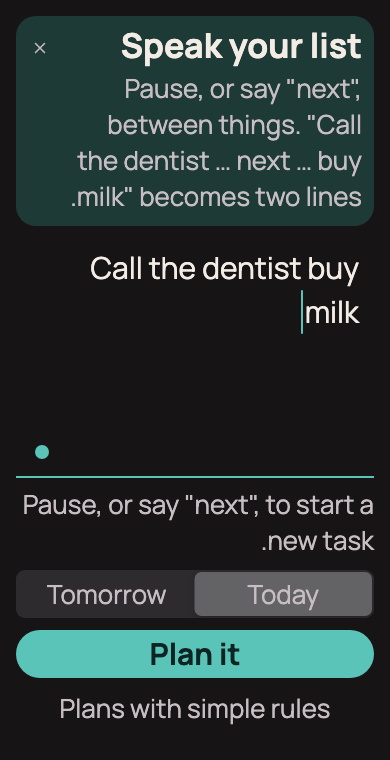 Speak your list
Pause, or say "next",
between things. "Call
the dentist ... next ... buy
.milk" becomes two lines
Call the dentist buy
milk
Pause, or say "next", to start a
.new task
Tomorrow Today
Plan it
Plans with simple rules